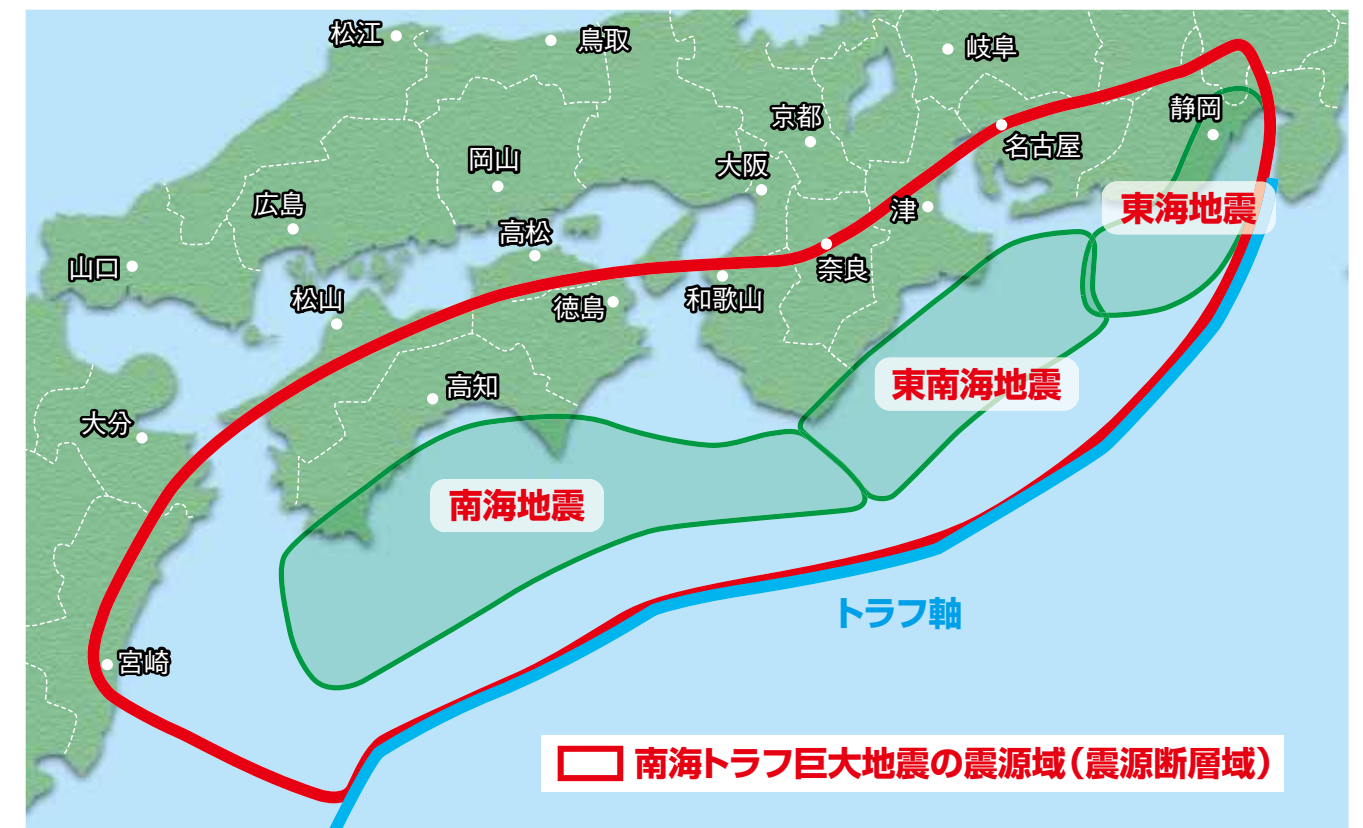 松江
鳥取
岐阜
京都
静岡
名古屋
岡山
大阪
広島
津
東海地震
高松
山口
奈良
松山
徳島
和歌山
高知
東南海地震
大分
南海地震
トラフ軸
宮崎
南海トラフ巨大地震の震源域(震源断層域)